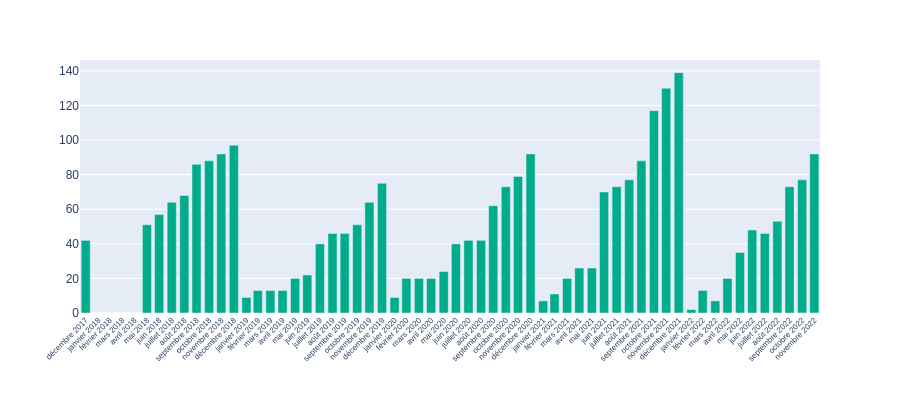 140
120
100
80
60
40
20
0
décembre 2017
janvier 2018
février 2018
mars 2018
avril 2018
mai 2018
juin 2018
juillet 2018
août 2018
septembre 2018
octobre 2018
novembre 2018
décembre 2018
janvier 2019
février 2019
mars 2019
avril 2019
mai 2019
juin 2019
juillet 2019
août 2019
septembre 2019
octobre 2019
novembre 2019
décembre 2019
janvier 2020
février 2020
mars 2020
avril 2020
mai 2020
juin 2020
juillet 2020
août 2020
septembre 2020
octobre 2020
novembre 2020
décembre 2020
janvier 2021
février 2021
mars 2021
avril 2021
mai 2021
juin 2021
juillet 2021
août 2021
septembre 2021
octobre 2021
novembre 2021
décembre 2021
janvier 2022
février 2022
mars 2022
avril 2022
mai 2022
juin 2022
juillet 2022
août 2022
septembre 2022
octobre 2022
novembre 2022